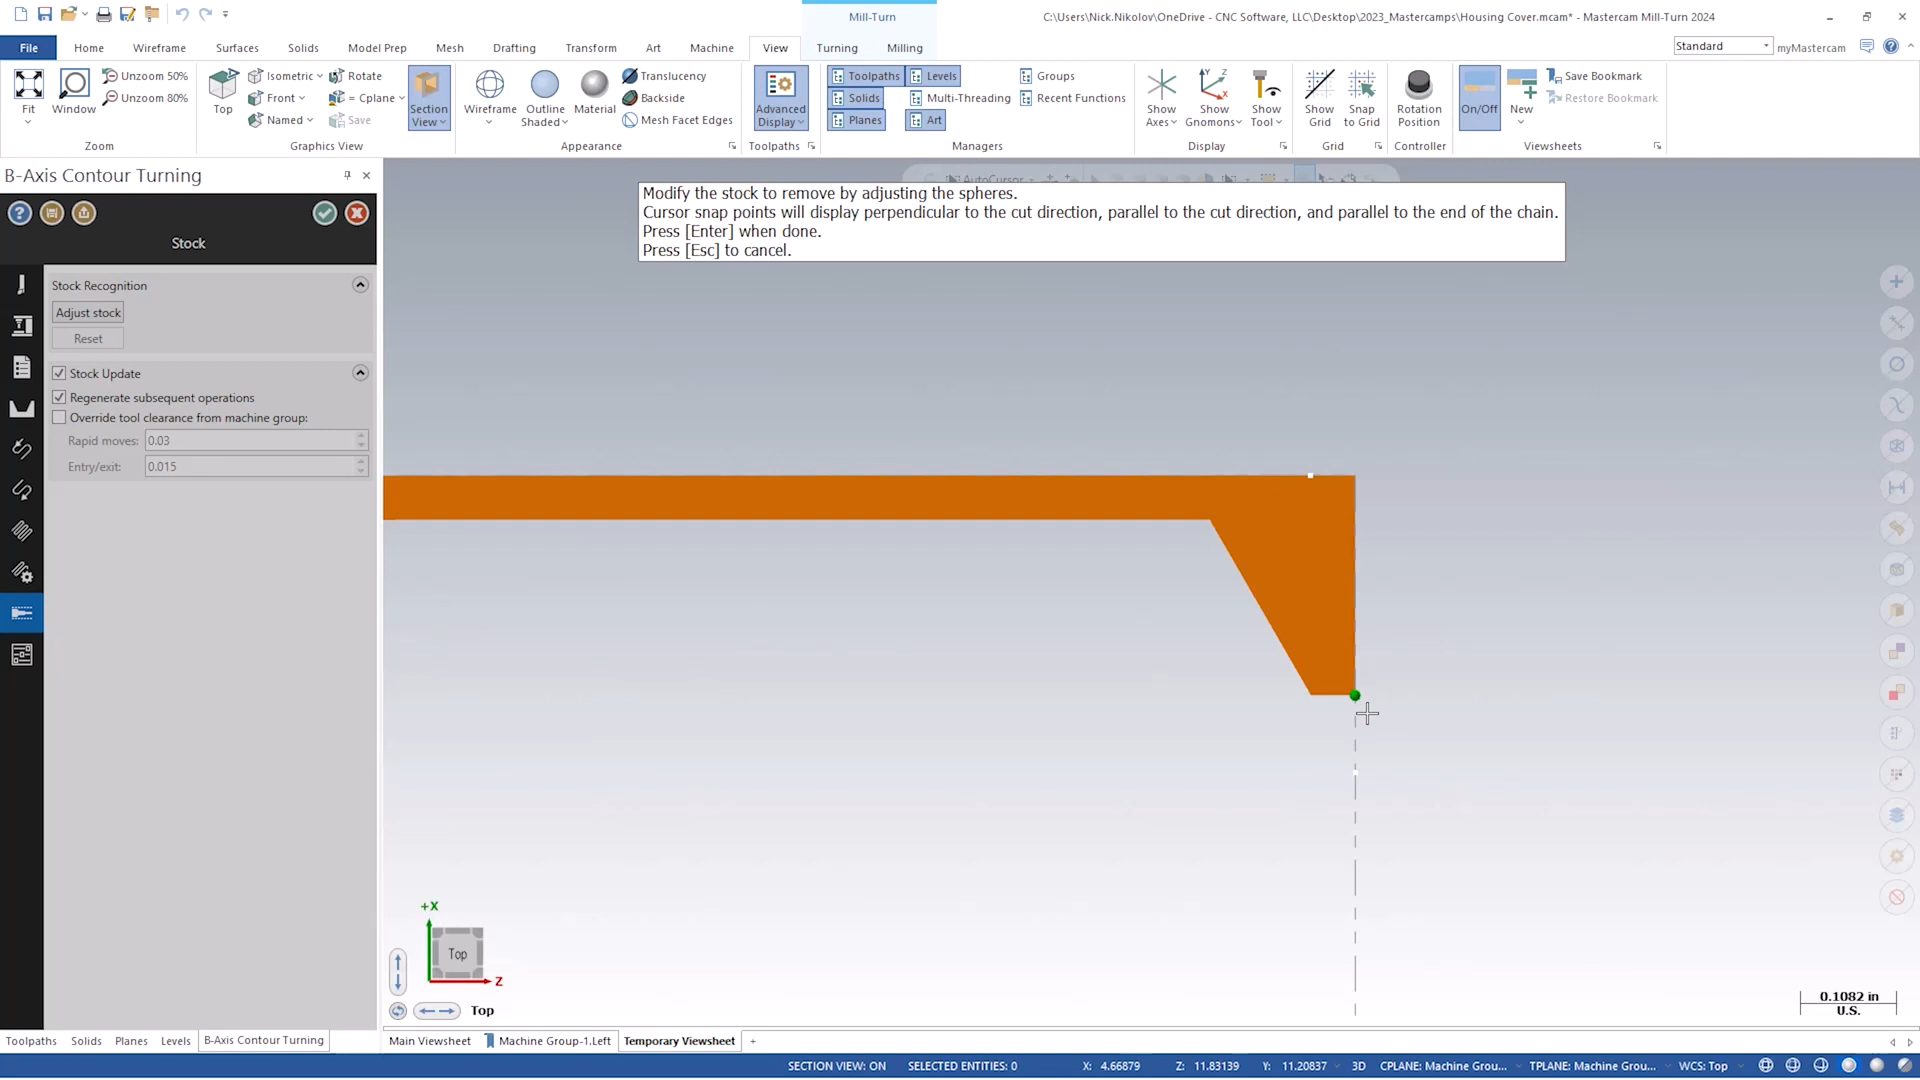 Mill-Turn
C:\Users\Nick.Nikolov\OneDrive - CNC Software, LLC\Desktop\2023_Mastercamps\Housing Cover.mcam* - Mastercam Mill-Turn 2024
File Home Wireframe Surfaces Solids Model Prep Mesh Drafting Transform Art Machine View Turning Milling
Standard myMastercam
Fit Window
Unzoom 50%
Unzoom 80%
Zoom
Top
Isometric Rotate
Front = Cplane
Named Save
Section View
Graphics View
Wireframe Outline Shaded Material
Translucency
Backside
Mesh Facet Edges
Appearance
Advanced Display
Toolpaths
Toolpaths Levels Groups
Solids Multi-Threading Recent Functions
Planes Art
Managers
Show Axes Show Gnomons Show Tool
Display
Show Grid Snap to Grid
Grid
Rotation Position
Controller
On/Off New
Save Bookmark
Restore Bookmark
Viewsheets
B-Axis Contour Turning
Stock
Stock Recognition
Adjust stock
Reset
Stock Update
Regenerate subsequent operations
Override tool clearance from machine group:
Rapid moves: 0.03
Entry/exit: 0.015
AutoCursor
Modify the stock to remove by adjusting the spheres.
Cursor snap points will display perpendicular to the cut direction, parallel to the cut direction, and parallel to the end of the chain.
Press [Enter] when done.
Press [Esc] to cancel.
+X
Top
Z
Top
0.1082 in
U.S.
Toolpaths Solids Planes Levels B-Axis Contour Turning
Main Viewsheet Machine Group-1.Left Temporary Viewsheet +
SECTION VIEW: ON SELECTED ENTITIES: 0 X: 4.66879 Z: 11.83139 Y: 11.20837 3D CPLANE: Machine Grou... TPLANE: Machine Grou... WCS: Top